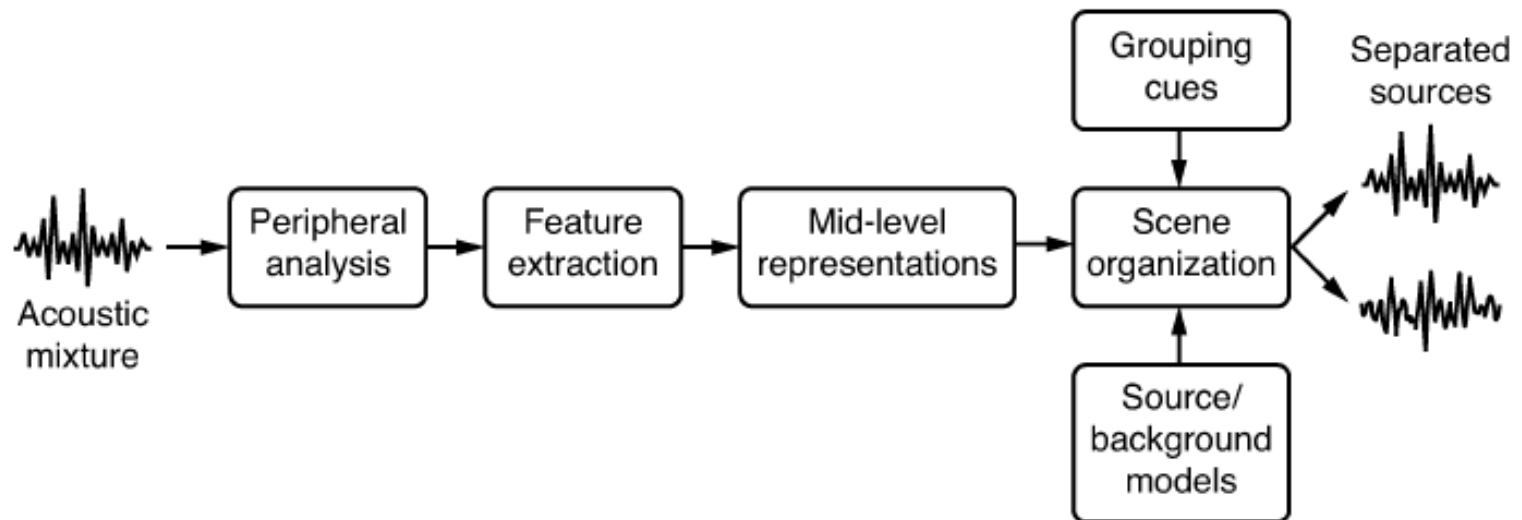 Acoustic
mixture
Peripheral
analysis
Feature
extraction
Mid-level
representations
Grouping
cues
Scene
organization
Source/
background
models
Separated
sources